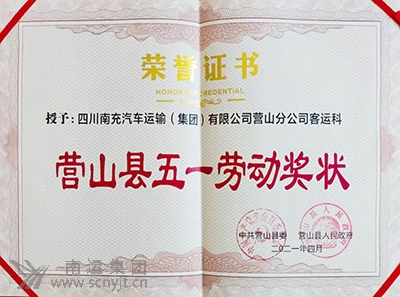 荣誉证书
HONORARY CREDENTIAL
授予：四川南充汽车运输（集团）有限公司营山分公司客运科
营山县五一劳动奖状
中共营山县委 营山县人民政府
二〇二一年四月
南运集团
www.scnyjt.cn